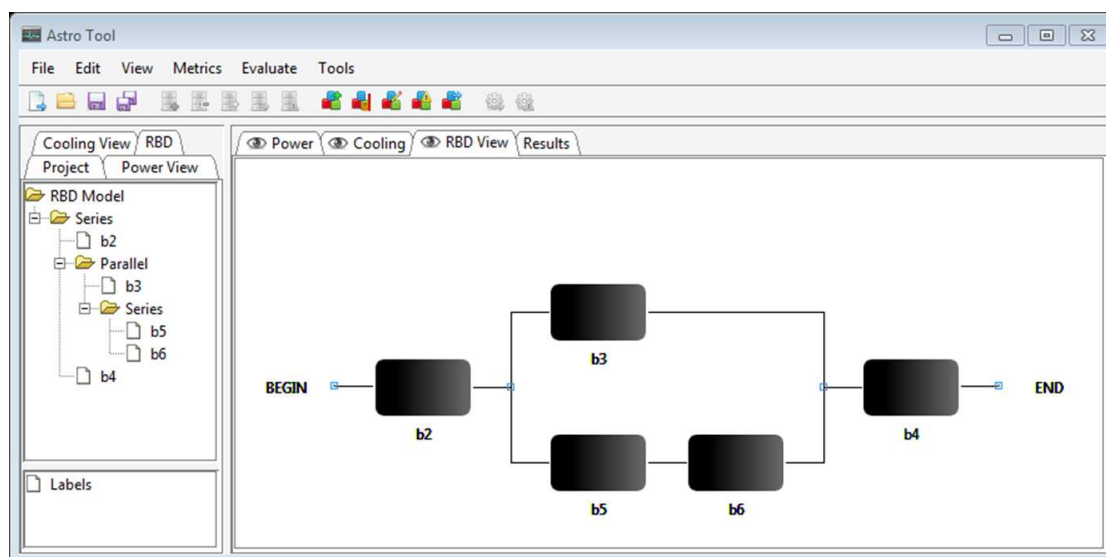 Astro Tool
File Edit View Metrics Evaluate Tools
Cooling View RBD
Project Power View
RBD Model
Series
b2
Parallel
b3
Series
b5
b6
b4
Labels
Power Cooling RBD View Results
b3
BEGIN
b2
b4
END
b5 b6